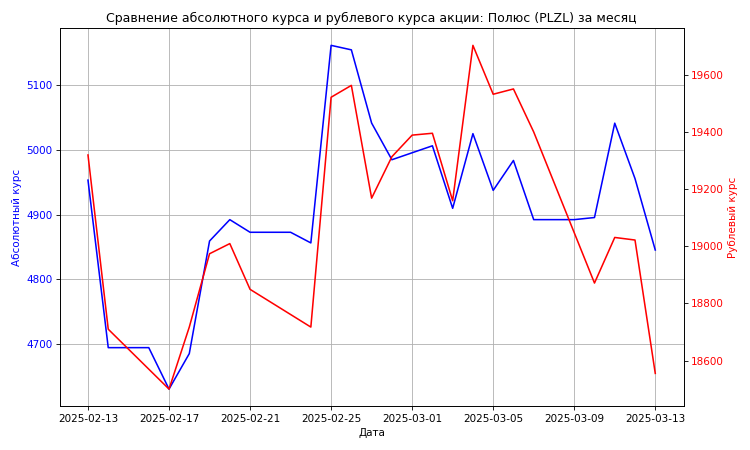 Сравнение абсолютного курса и рублевого курса акции: Полюс (PLZL) за месяц
Абсолютный курс
5100
5000
4900
4800
4700
19600
19400
19200
19000
18800
18600
Рублевый курс
2025-02-13 2025-02-17 2025-02-21 2025-02-25 2025-03-01 2025-03-05 2025-03-09 2025-03-13
Дата